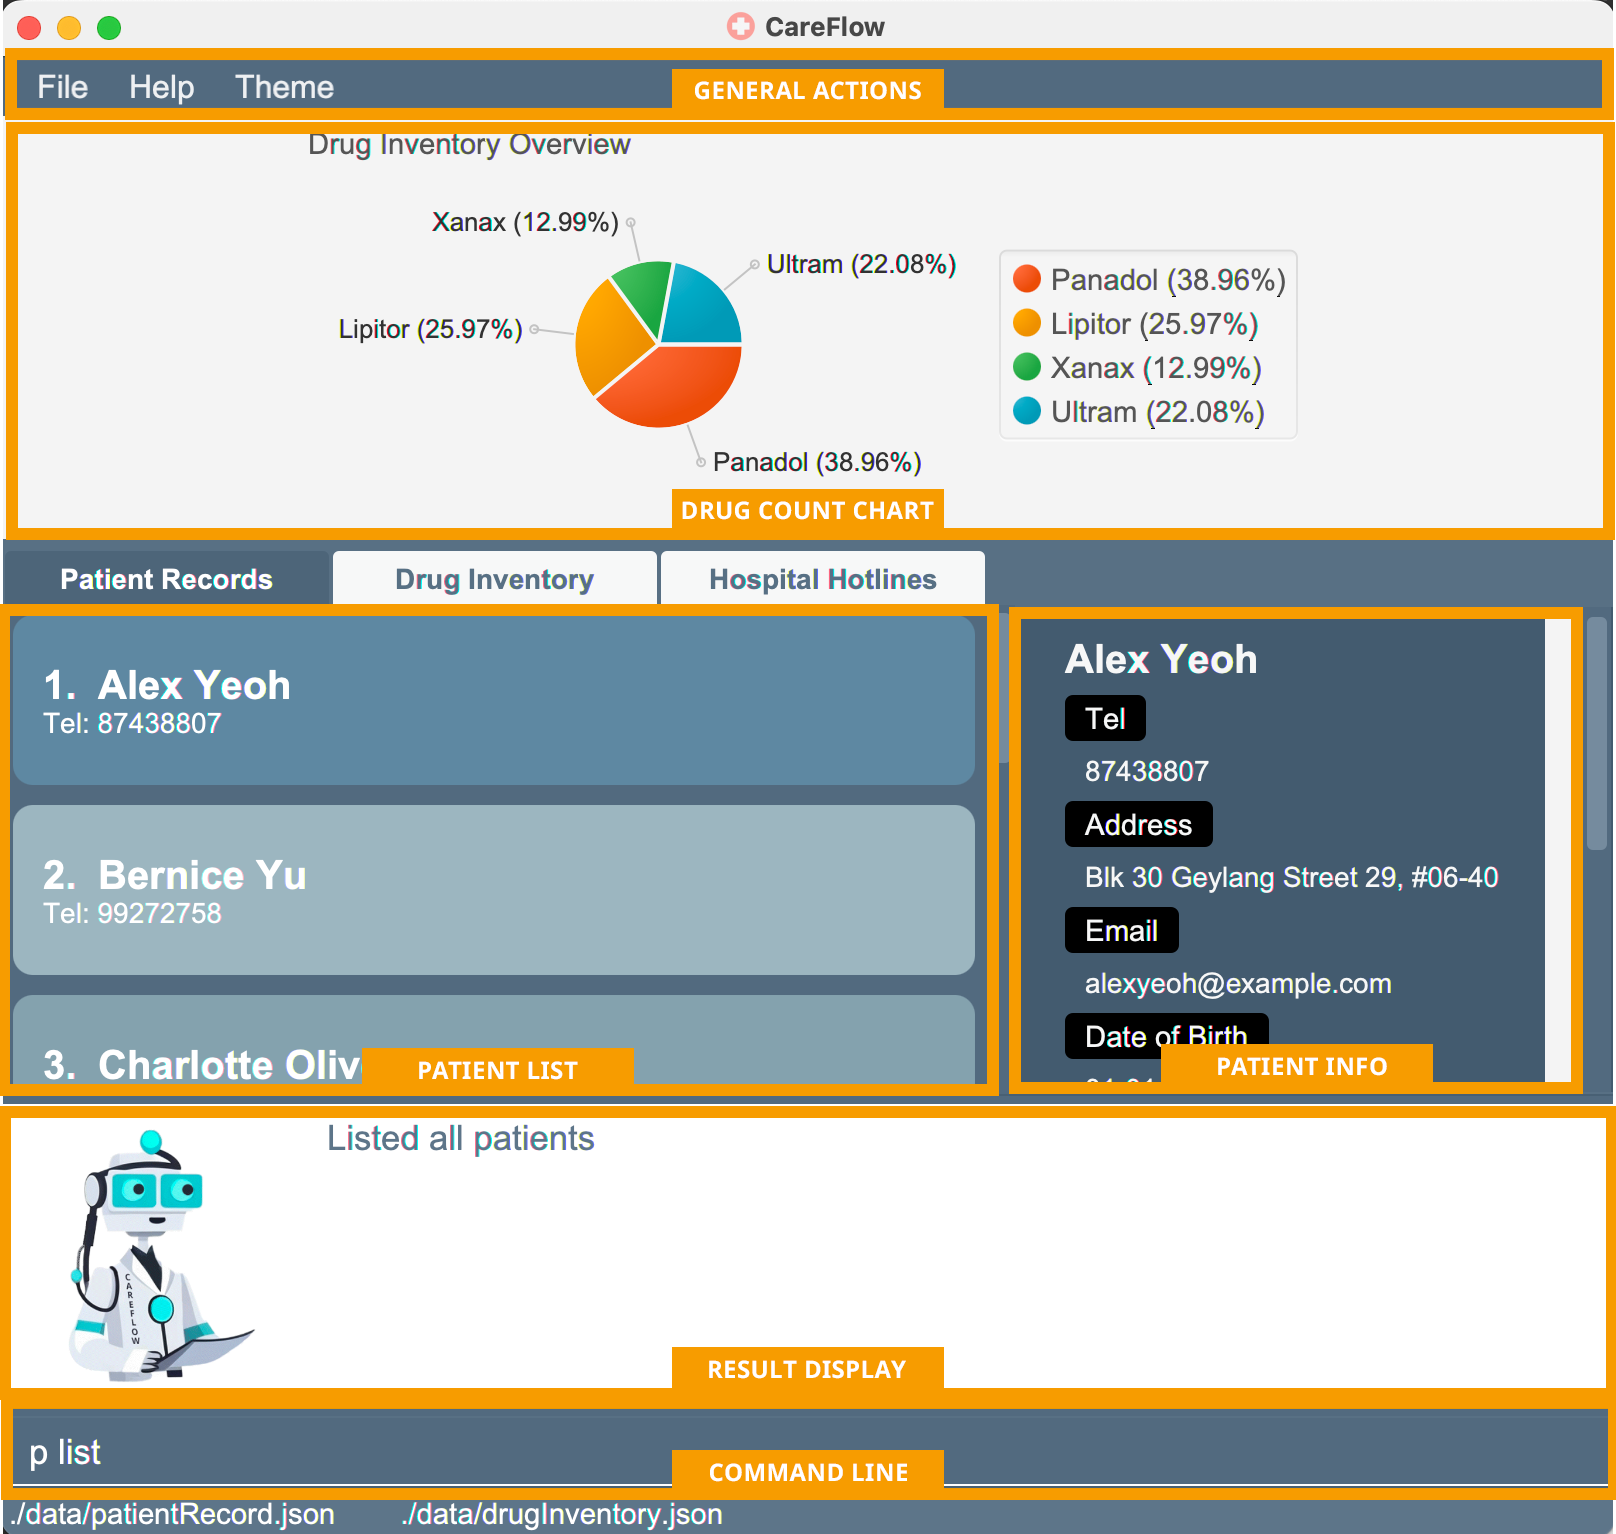 CareFlow
File Help Theme
GENERAL ACTIONS
Drug Inventory Overview
Xanax (12.99%)
Ultram (22.08%)
Lipitor (25.97%)
Panadol (38.96%)
Panadol (38.96%)
Lipitor (25.97%)
Xanax (12.99%)
Ultram (22.08%)
DRUG COUNT CHART
Patient Records Drug Inventory Hospital Hotlines
1. Alex Yeoh
Tel: 87438807
2. Bernice Yu
Tel: 99272758
3. Charlotte Oliv
PATIENT LIST
Alex Yeoh
Tel
87438807
Address
Blk 30 Geylang Street 29, #06-40
Email
alexyeoh@example.com
Date of Birth
PATIENT INFO
Listed all patients
CAREFLOW
RESULT DISPLAY
p list
COMMAND LINE
./data/patientRecord.json ./data/drugInventory.json